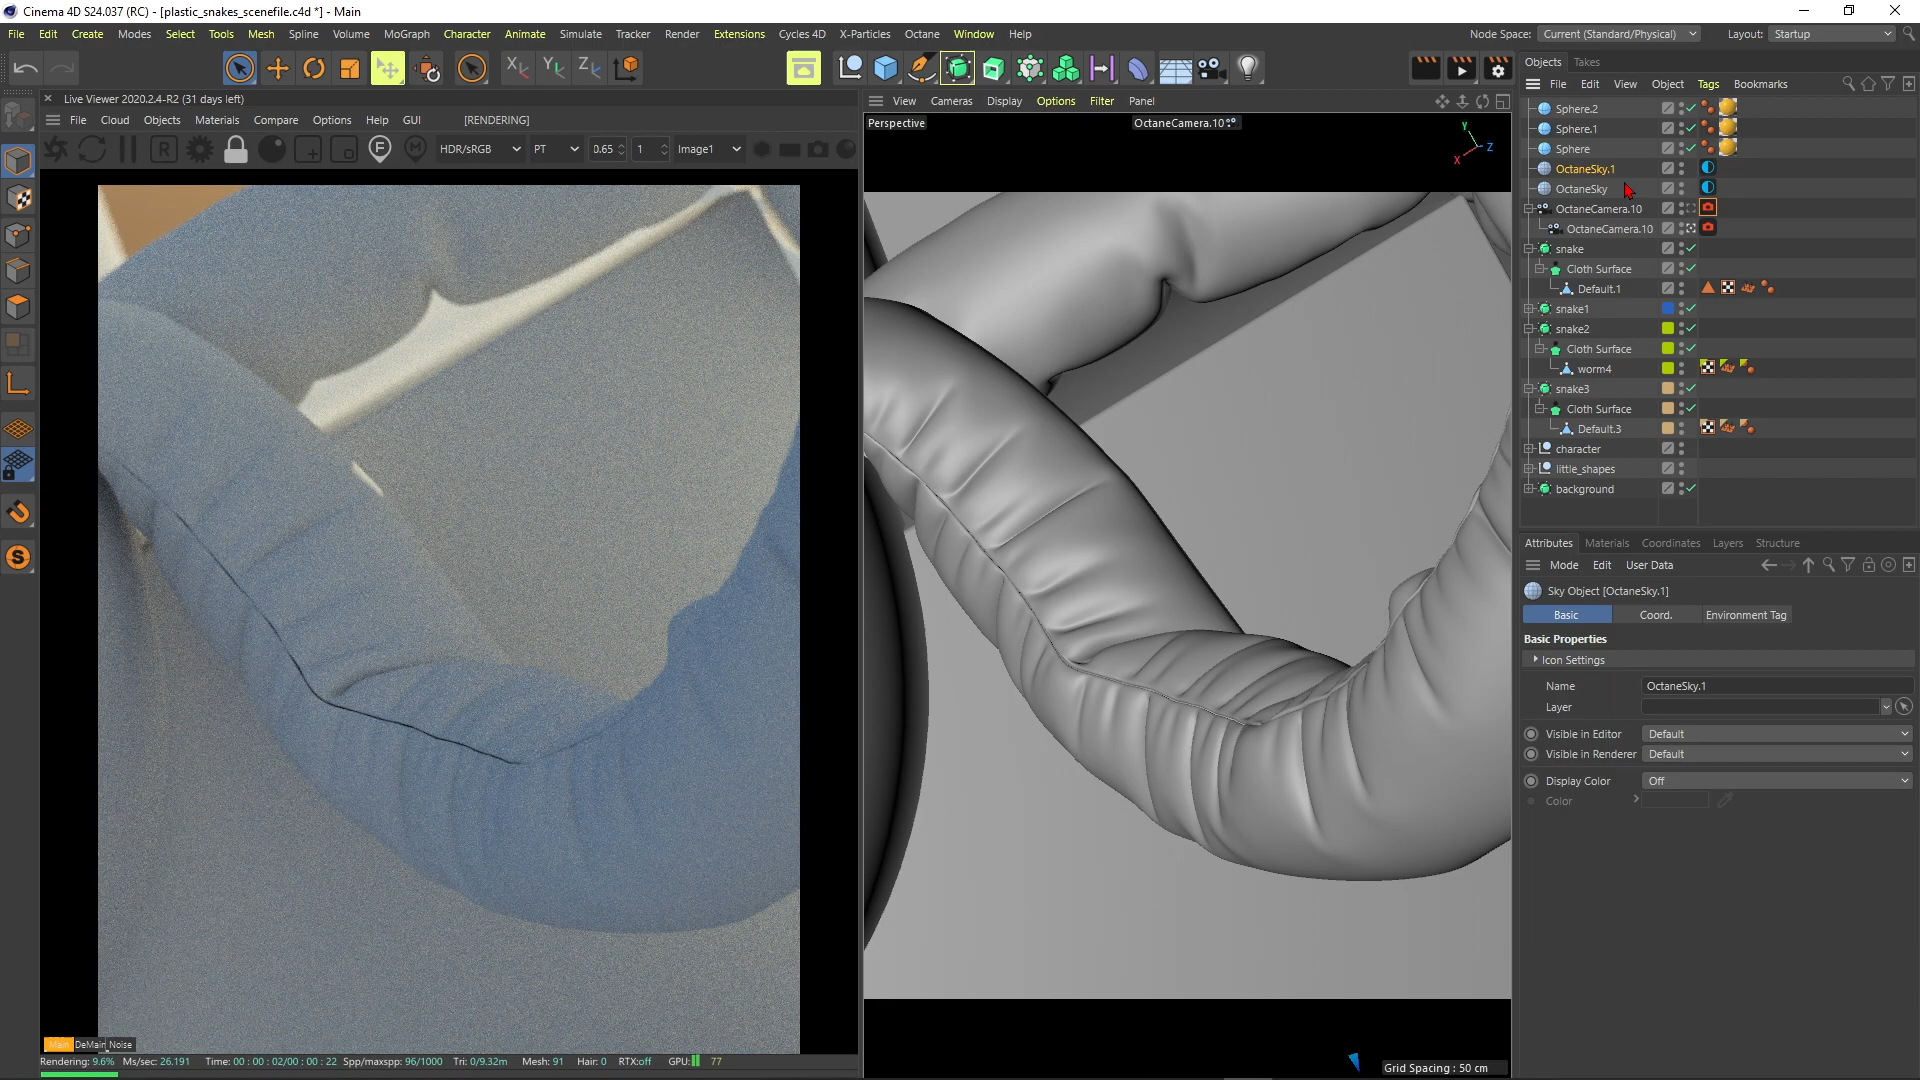 Cinema 4D S24.037 (RC) - [plastic_snakes_scenefile.c4d *] - Main
File Edit Create Modes Select Tools Mesh Spline Volume MoGraph Character Animate Simulate Tracker Render Extensions Cycles 4D X-Particles Octane Window Help
Node Space: Current (Standard/Physical) Layout: Startup
Live Viewer 2020.2.4-R2 (31 days left)
File Cloud Objects Materials Compare Options Help GUI [RENDERING]
HDR/sRGB PT 0.65 1 Image1
View Cameras Display Options Filter Panel
Perspective
OctaneCamera.10
Y
Z
X
Main DeMain Noise
Rendering: 9.6% Ms/sec: 26.191 Time: 00 : 00 : 02/00 : 00 : 22 Spp/maxspp: 96/1000 Tri: 0/9.32m Mesh: 91 Hair: 0 RTX:off GPU: 77
Grid Spacing : 50 cm
Objects Takes
File Edit View Object Tags Bookmarks
Sphere.2
Sphere.1
Sphere
OctaneSky.1
OctaneSky
OctaneCamera.10
OctaneCamera.10
snake
Cloth Surface
Default.1
snake1
snake2
Cloth Surface
worm4
snake3
Cloth Surface
Default.3
character
little_shapes
background
Attributes Materials Coordinates Layers Structure
Mode Edit User Data
Sky Object [OctaneSky.1]
Basic Coord. Environment Tag
Basic Properties
Icon Settings
Name OctaneSky.1
Layer
Visible in Editor Default
Visible in Renderer Default
Display Color Off
Color